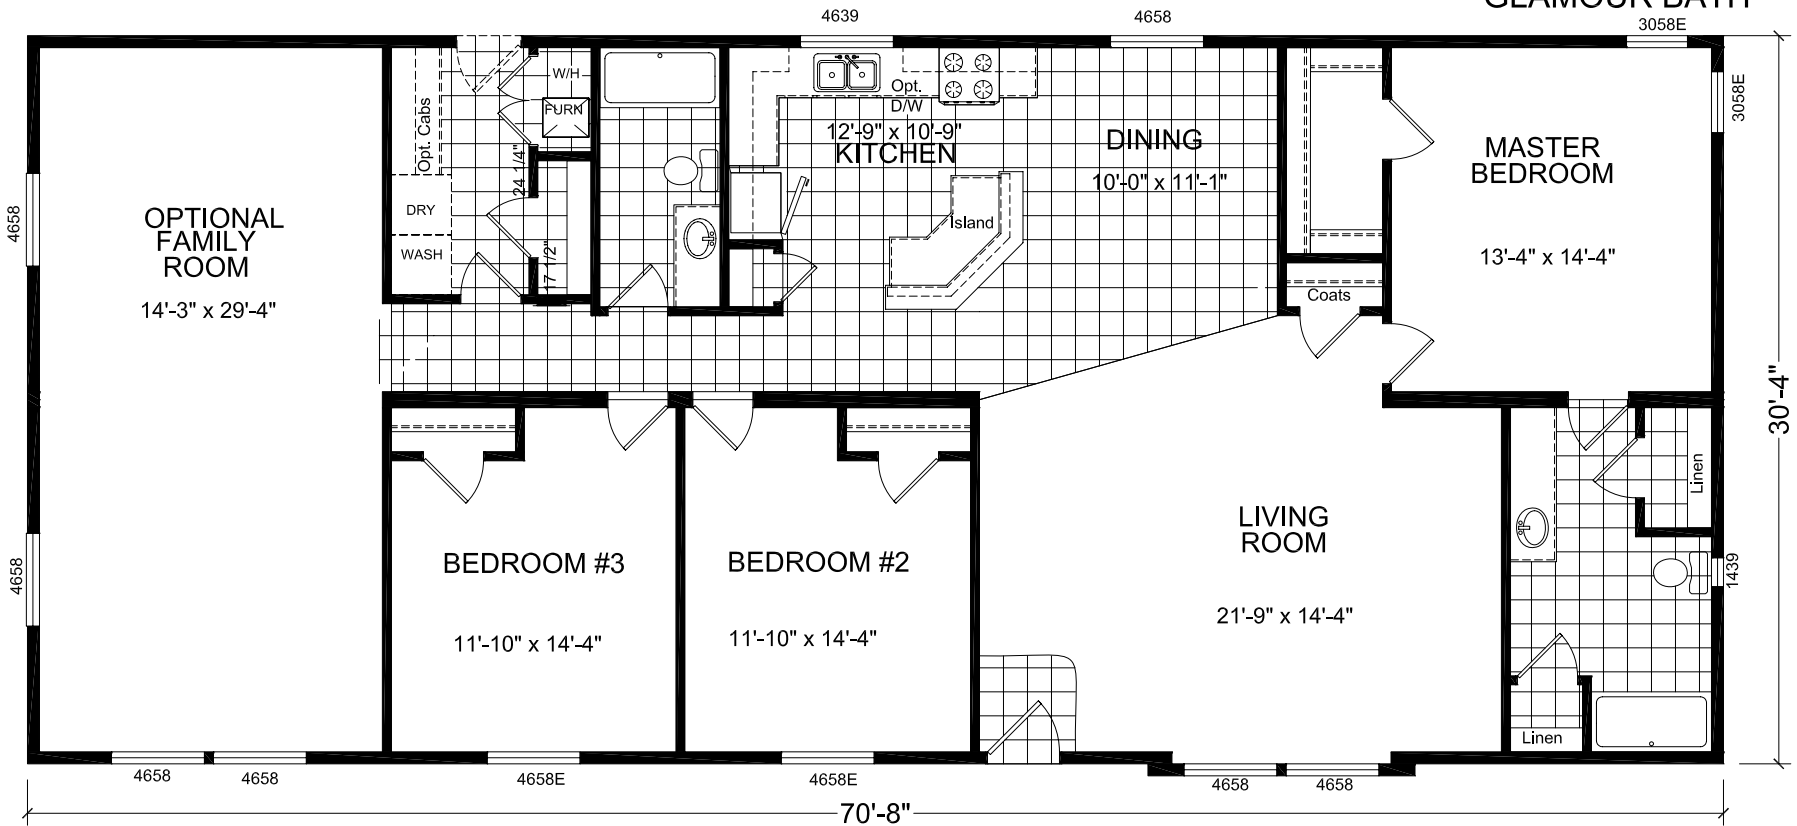 GLAMOUR BATH
4639
4658
3058E
3058E
W/H
FURN
Opt. Cabs
24 1/4"
17 1/2"
DRY
WASH
Opt.
D/W
12'-9" x 10'-9"
KITCHEN
Island
DINING
10'-0" x 11'-1"
Coats
MASTER
BEDROOM
13'-4" x 14'-4"
4658
OPTIONAL
FAMILY
ROOM
14'-3" x 29'-4"
30'-4"
4658
BEDROOM #3
11'-10" x 14'-4"
BEDROOM #2
11'-10" x 14'-4"
LIVING
ROOM
21'-9" x 14'-4"
Linen
1439
Linen
4658
4658
4658E
4658E
4658
4658
70'-8"